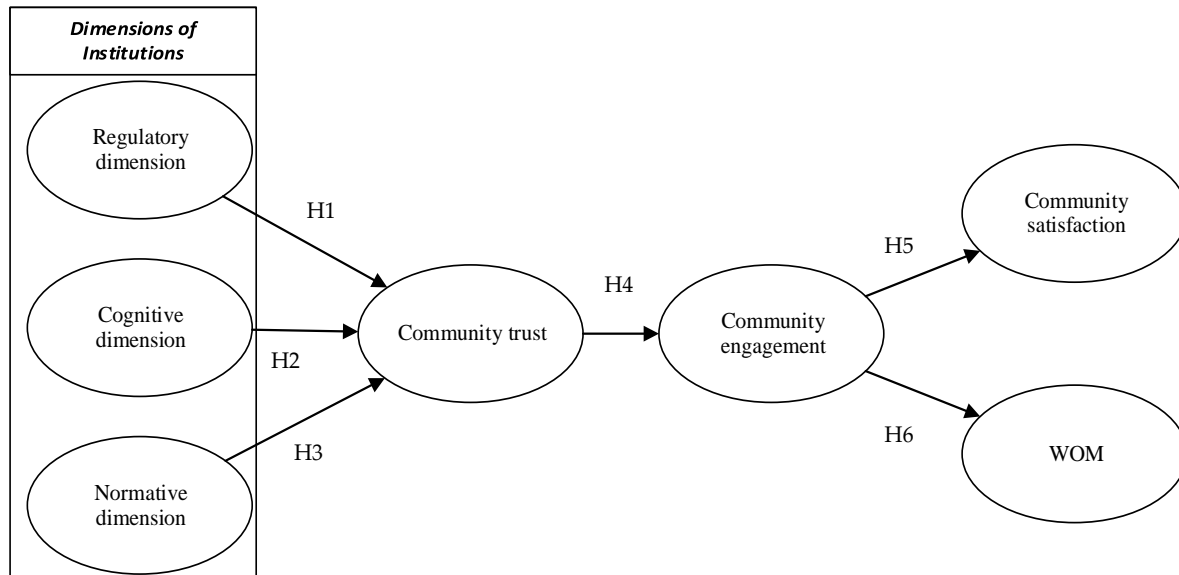 Dimensions of
Institutions
Regulatory
dimension
H1
Cognitive
dimension
H2
Normative
dimension
H3
Community trust
H4
Community
engagement
H5
Community
satisfaction
H6
WOM